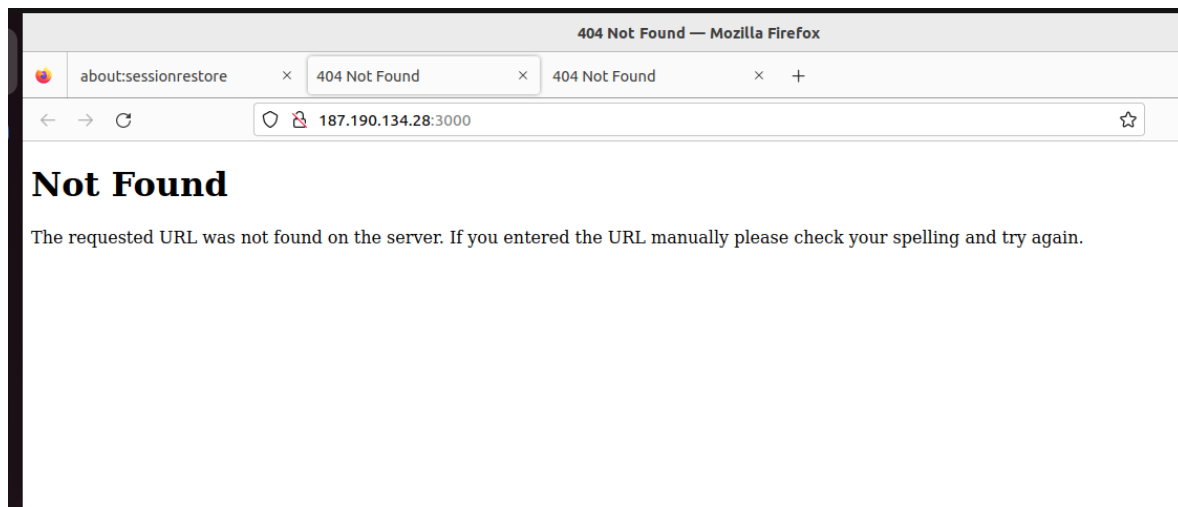 404 Not Found — Mozilla Firefox
about:sessionrestore
404 Not Found
404 Not Found
187.190.134.28:3000
Not Found
The requested URL was not found on the server. If you entered the URL manually please check your spelling and try again.